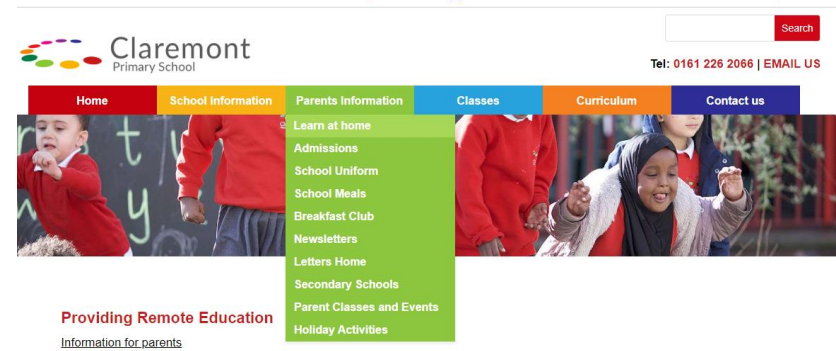 Search
Claremont
Primary School
Tel: 0161 226 2066 | EMAIL US
Home School Information Parents Information Classes Curriculum Contact us
Learn at home
Admissions
School Uniform
School Meals
Breakfast Club
Newsletters
Letters Home
Secondary Schools
Parent Classes and Events
Holiday Activities
Providing Remote Education
Information for parents